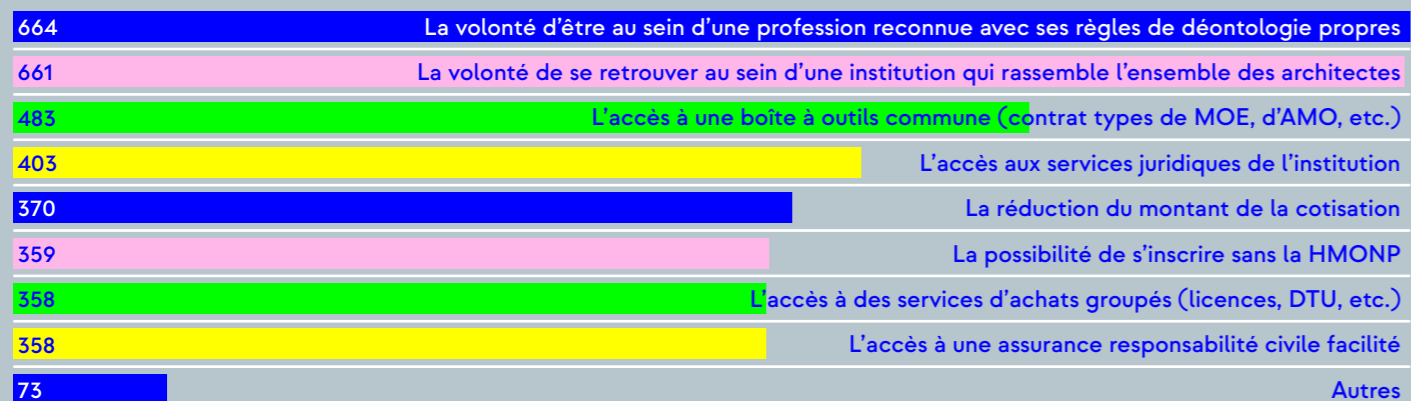 664 La volonté d’être au sein d’une profession reconnue avec ses règles de déontologie propres
661 La volonté de se retrouver au sein d’une institution qui rassemble l’ensemble des architectes
483 L’accès à une boîte à outils commune (contrat types de MOE, d’AMO, etc.)
403 L’accès aux services juridiques de l’institution
370 La réduction du montant de la cotisation
359 La possibilité de s’inscrire sans la HMONP
358 L’accès à des services d’achats groupés (licences, DTU, etc.)
358 L’accès à une assurance responsabilité civile facilité
73 Autres